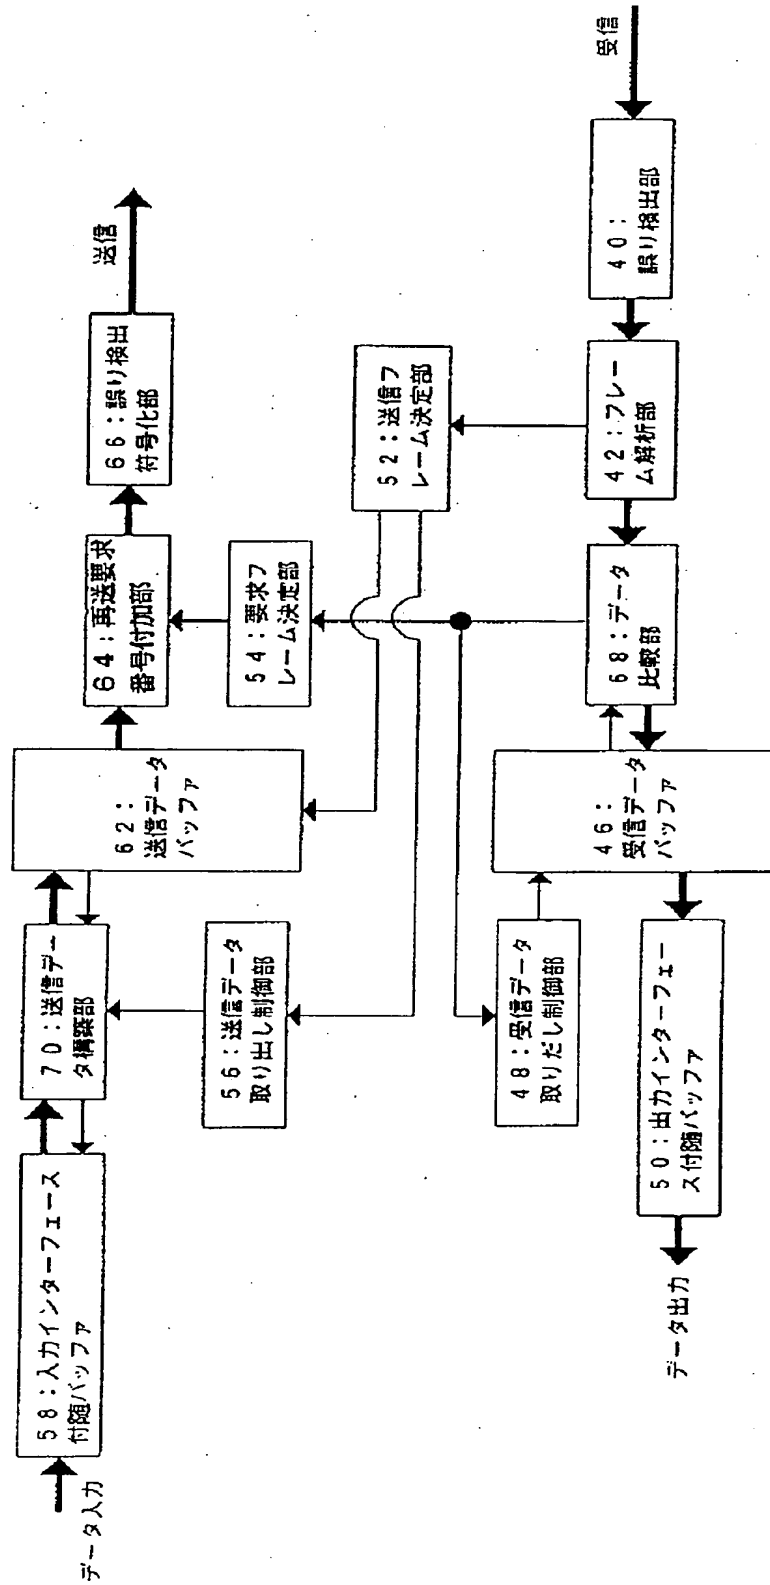 データ入力
58:入力インターフェース
付随バッファ
70:送信デー
タ構築部
62:
送信データ
バッファ
64:再送要求
番号付加部
66:誤り検出
符号化部
送信
56:送信データ
取り出し制御部
54:要求フ
レーム決定部
52:送信フ
レーム決定部
48:受信データ
取りだし制御部
データ出力
50:出力インターフェー
ス付随バッファ
46:
受信データ
バッファ
68:データ
比較部
42:フレー
ム解析部
40:
誤り検出部
受信